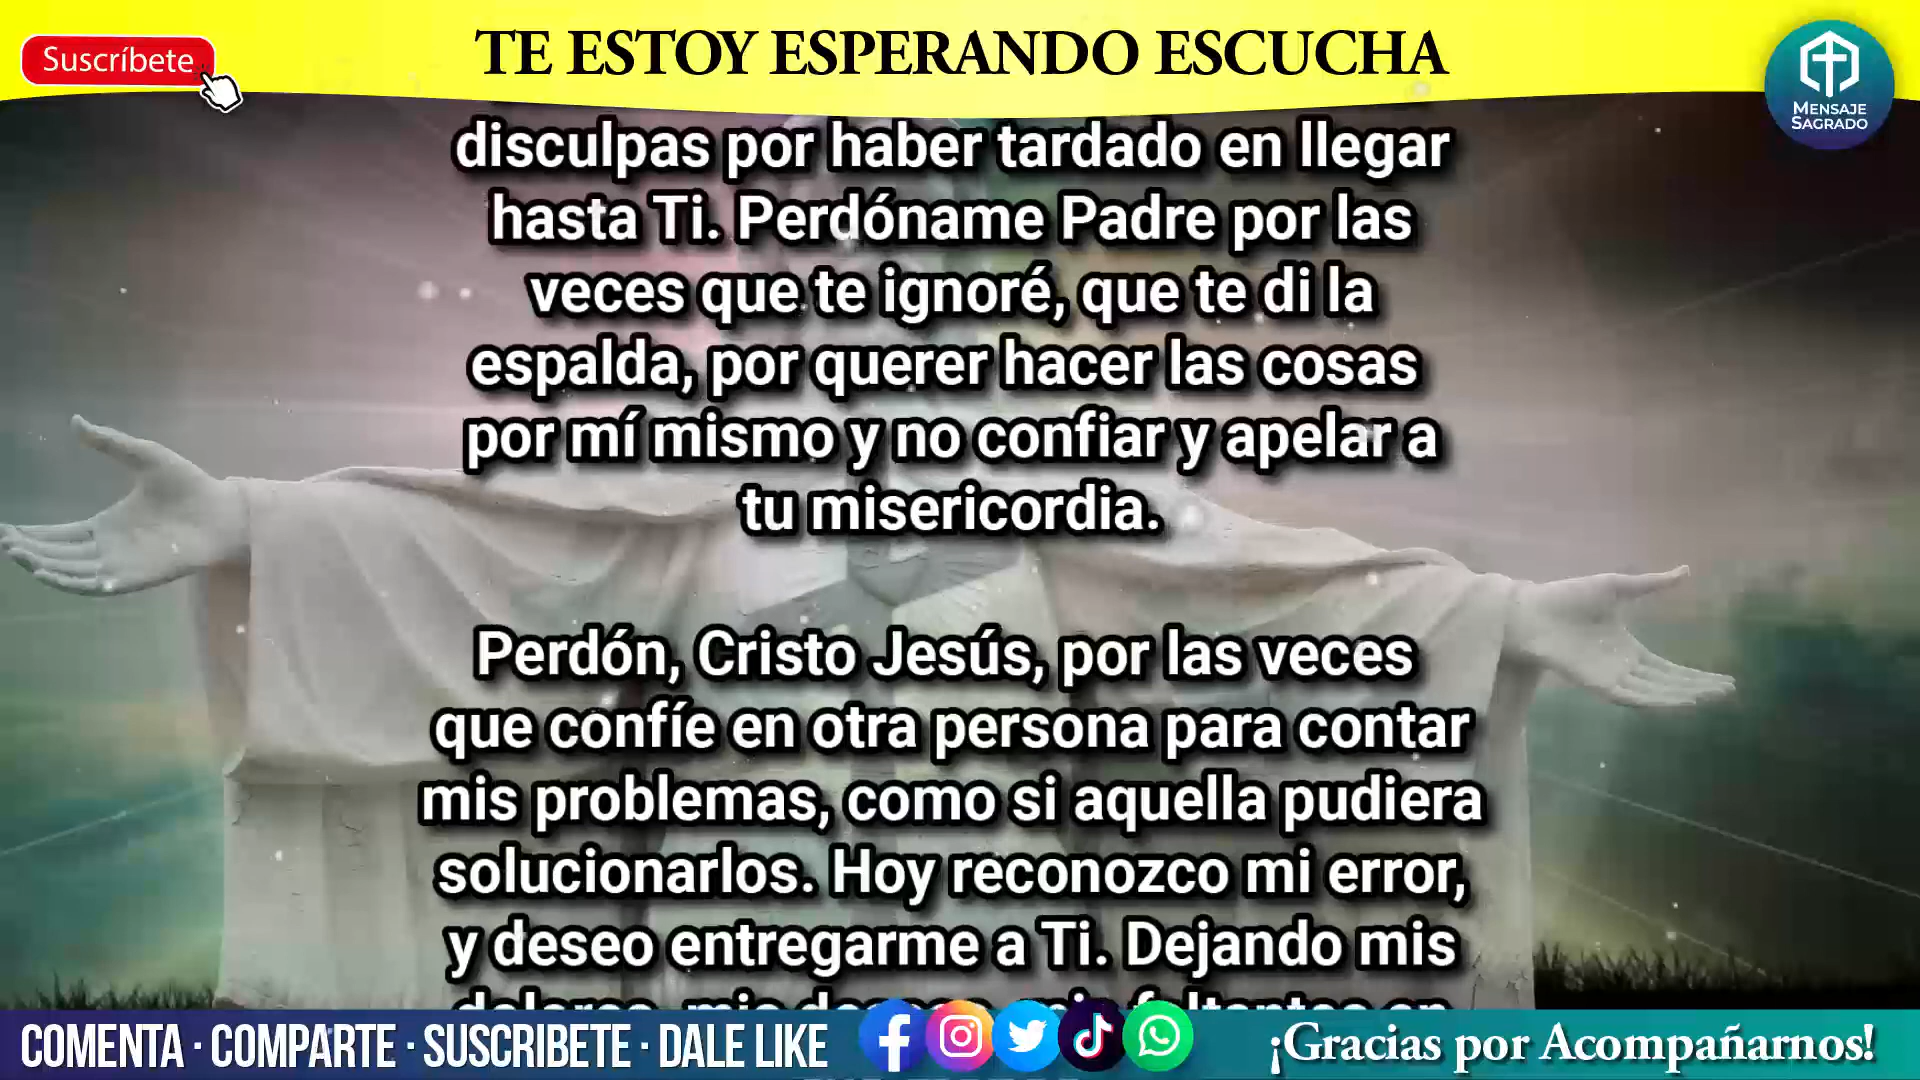 Suscríbete
TE ESTOY ESPERANDO ESCUCHA
MENSAJE
SAGRADO
disculpas por haber tardado en llegar
hasta Ti. Perdóname Padre por las
veces que te ignoré, que te di la
espalda, por querer hacer las cosas
por mí mismo y no confiar y apelar a
tu misericordia.
Perdón, Cristo Jesús, por las veces
que confíe en otra persona para contar
mis problemas, como si aquella pudiera
solucionarlos. Hoy reconozco mi error,
y deseo entregarme a Ti. Dejando mis
COMENTA · COMPARTE · SUSCRIBETE · DALE LIKE
¡Gracias por Acompañarnos!